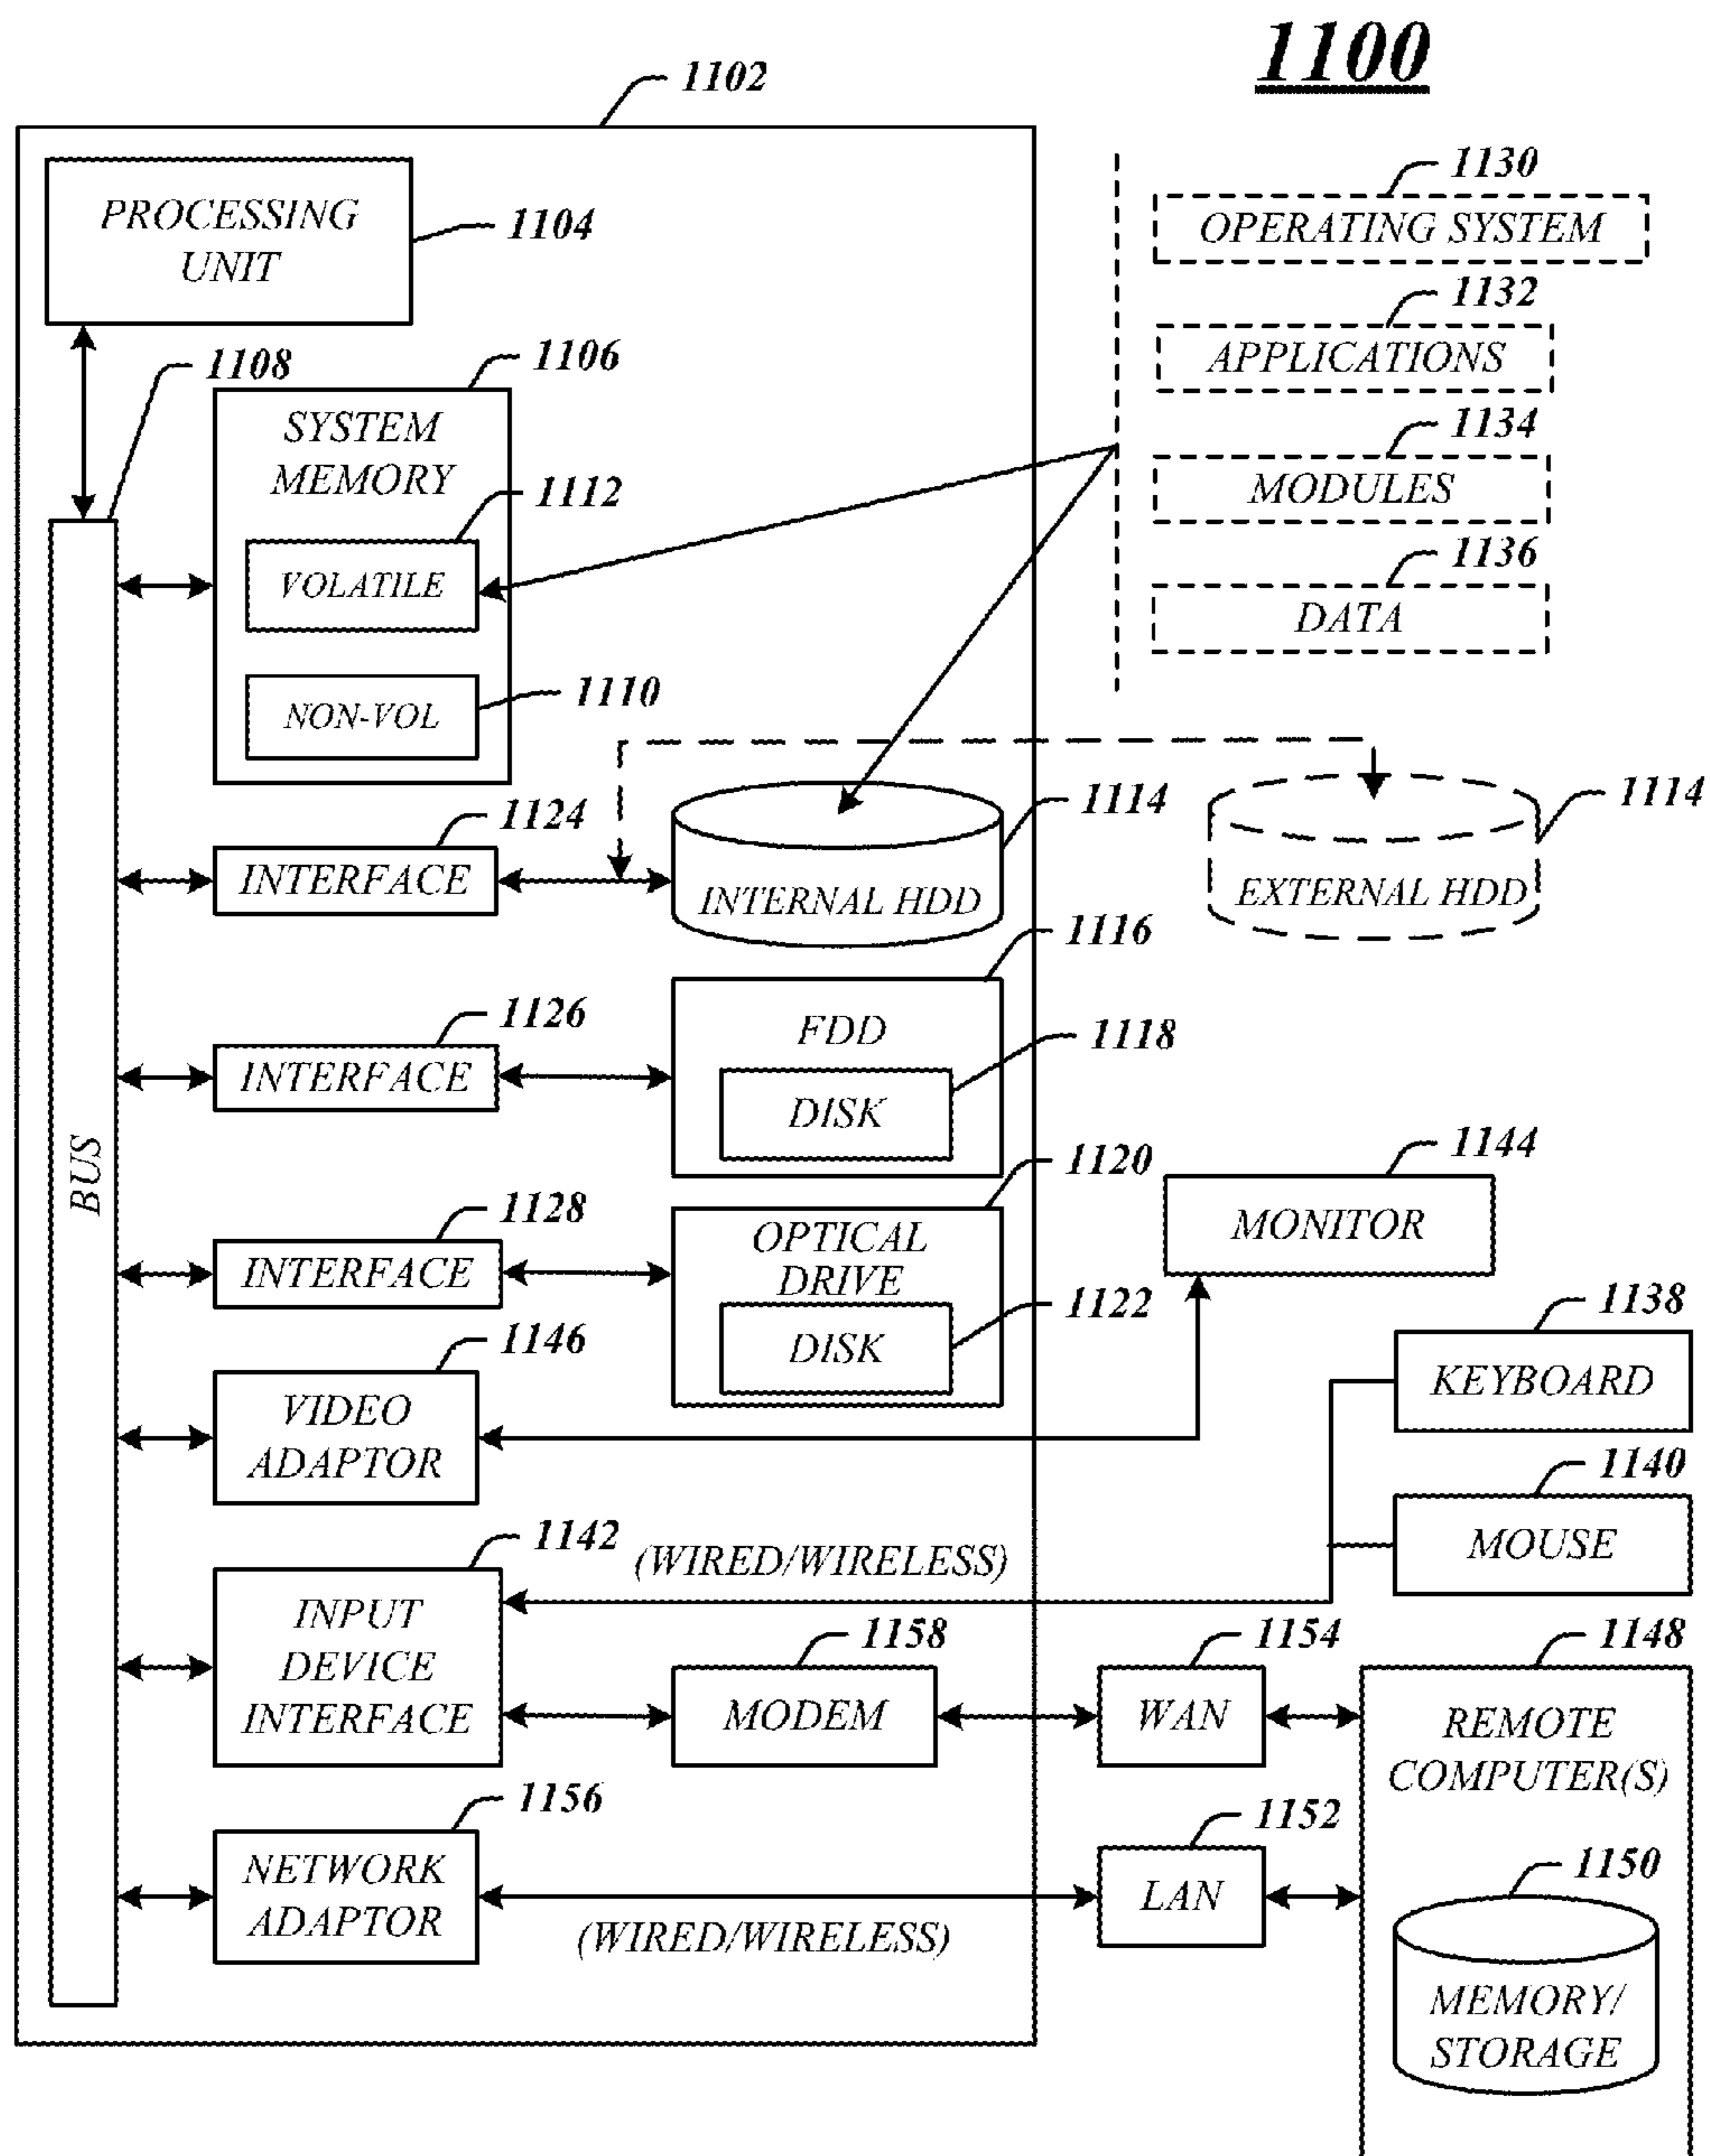 1100
1102
PROCESSING
UNIT
1104
1130
OPERATING SYSTEM
1132
APPLICATIONS
1134
MODULES
1136
DATA
1108
1106
SYSTEM
MEMORY
1112
VOLATILE
1110
NON-VOL
1124
INTERFACE
1114
INTERNAL HDD
1114
EXTERNAL HDD
1116
FDD
1126
INTERFACE
1118
DISK
BUS
1120
OPTICAL
DRIVE
1128
INTERFACE
1122
DISK
1144
MONITOR
1146
VIDEO
ADAPTOR
1138
KEYBOARD
1140
MOUSE
1142
(WIRED/WIRELESS)
INPUT
DEVICE
INTERFACE
1158
MODEM
1154
WAN
1148
REMOTE
COMPUTER(S)
1156
NETWORK
ADAPTOR
(WIRED/WIRELESS)
1152
LAN
1150
MEMORY/
STORAGE